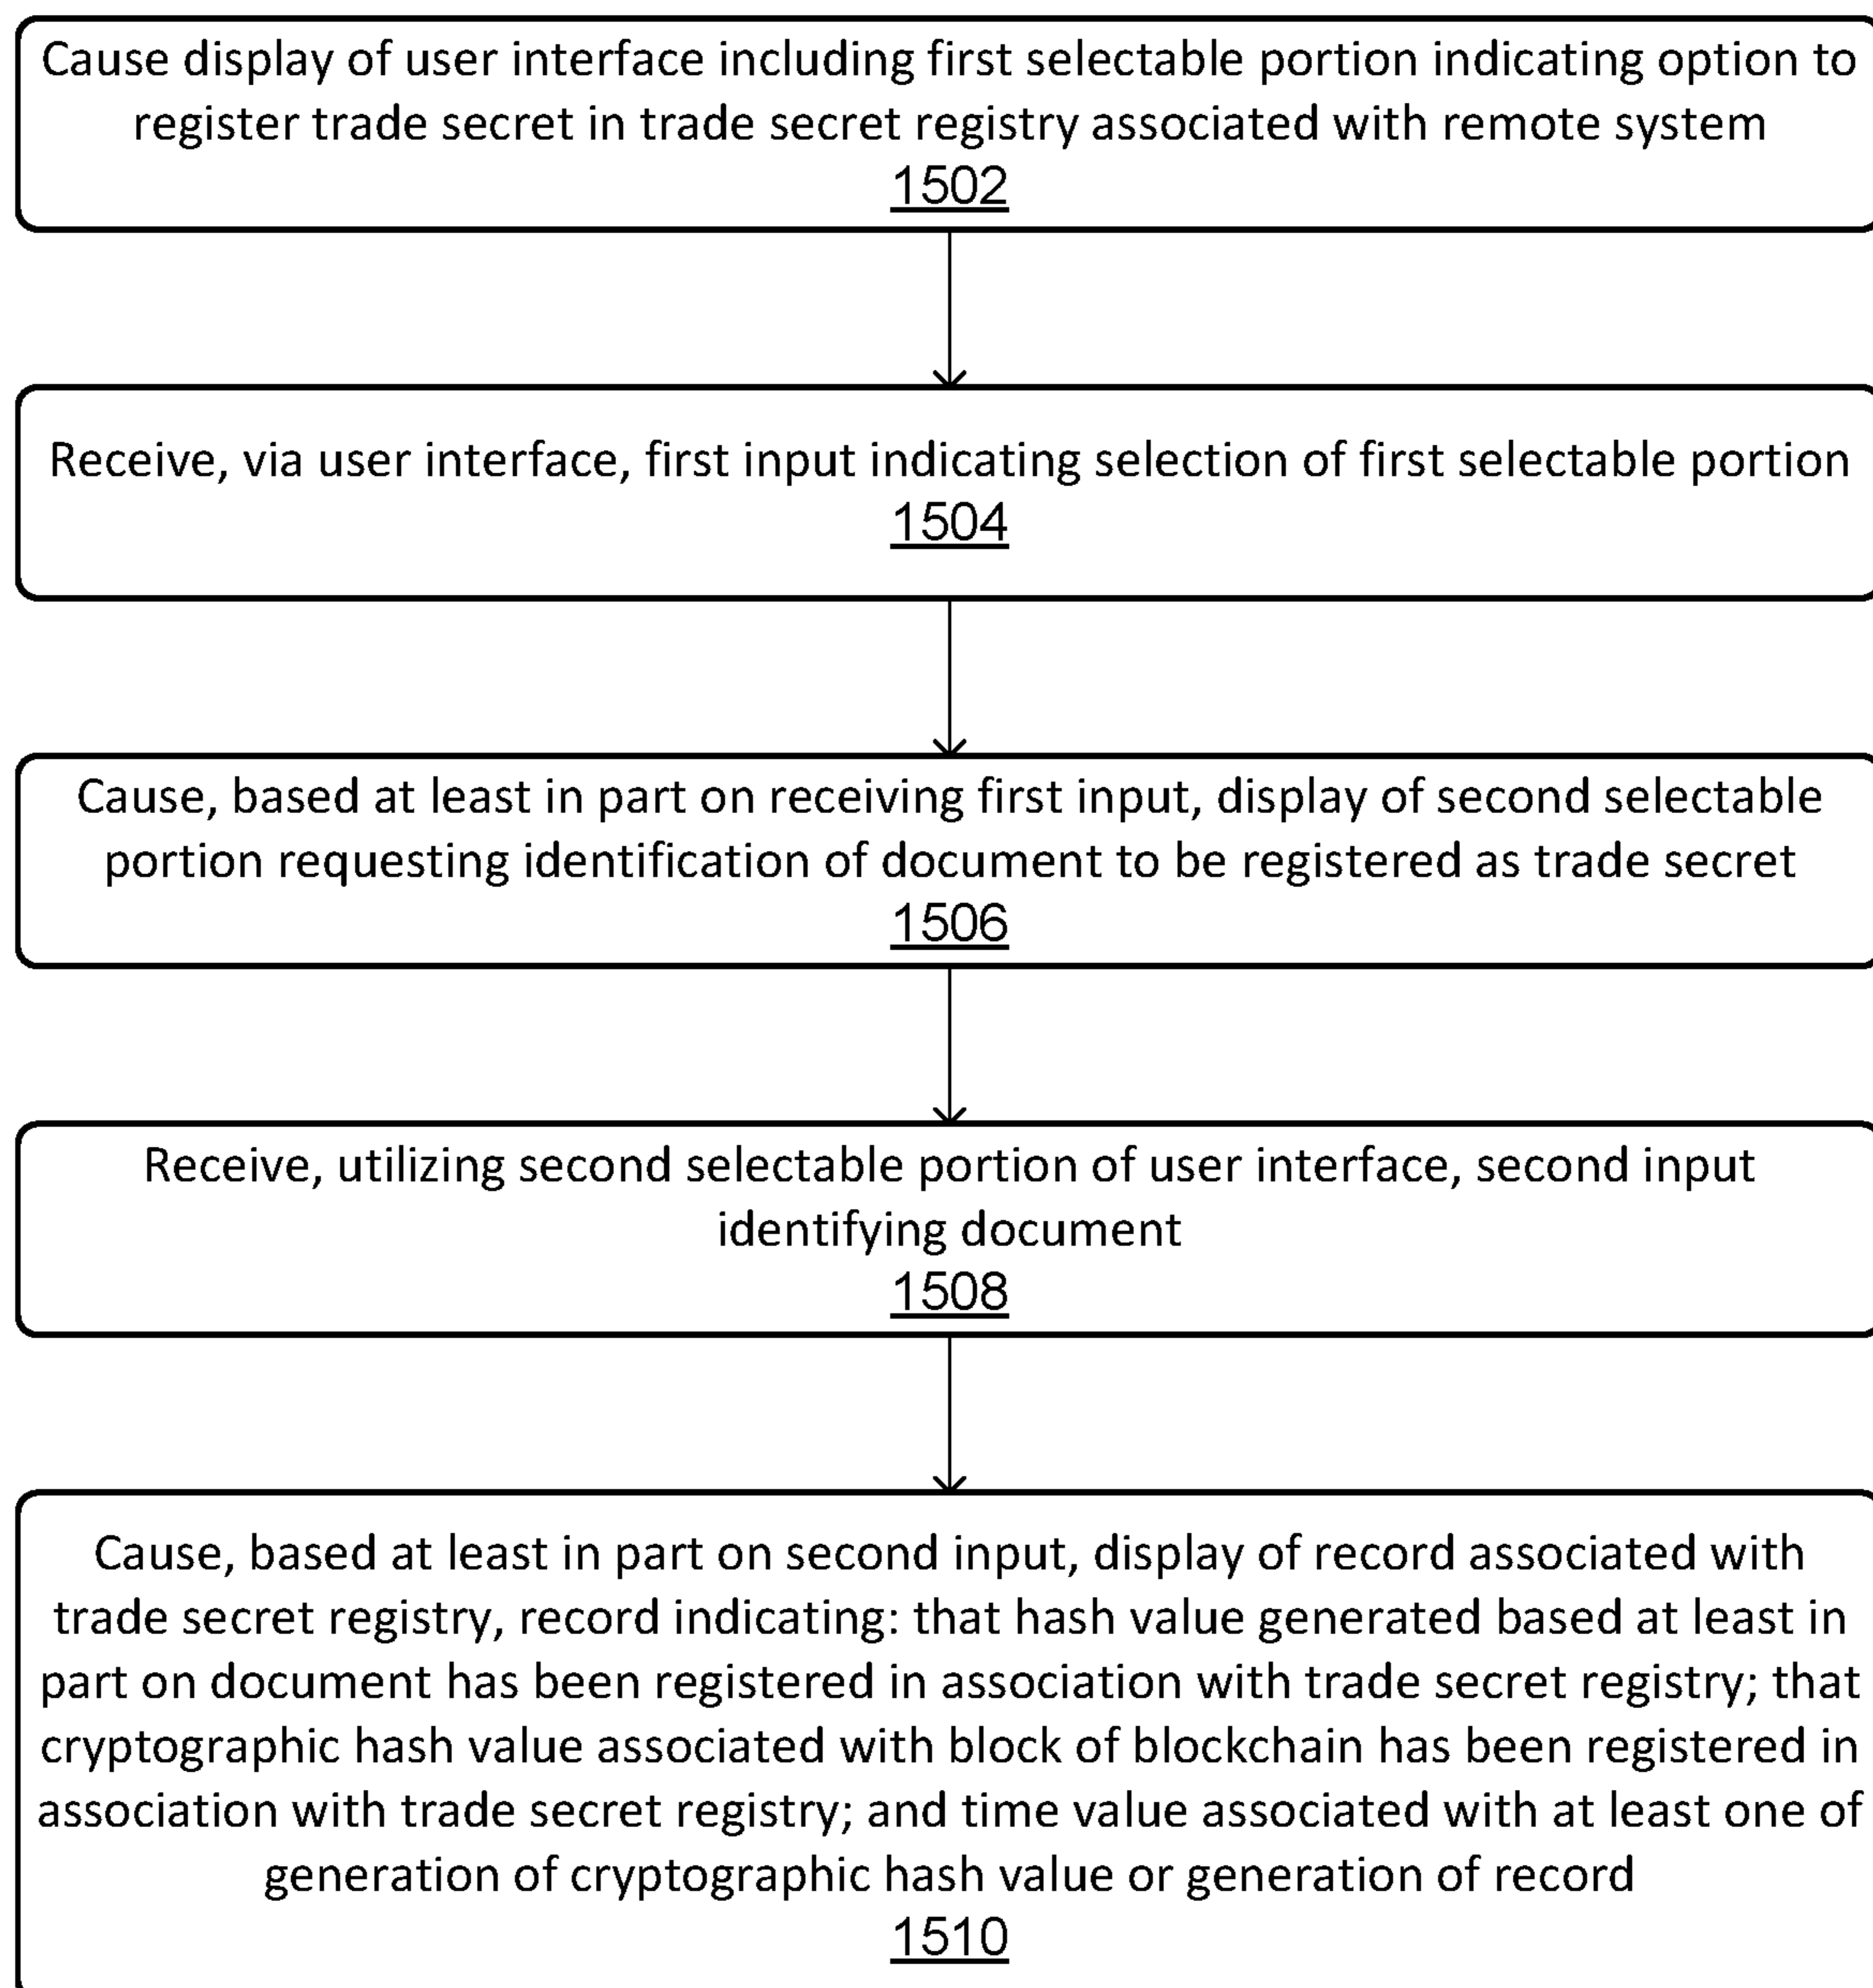 Cause display of user interface including first selectable portion indicating option to
register trade secret in trade secret registry associated with remote system
1502
Receive, via user interface, first input indicating selection of first selectable portion
1504
Cause, based at least in part on receiving first input, display of second selectable
portion requesting identification of document to be registered as trade secret
1506
Receive, utilizing second selectable portion of user interface, second input
identifying document
1508
Cause, based at least in part on second input, display of record associated with
trade secret registry, record indicating: that hash value generated based at least in
part on document has been registered in association with trade secret registry; that
cryptographic hash value associated with block of blockchain has been registered in
association with trade secret registry; and time value associated with at least one of
generation of cryptographic hash value or generation of record
1510